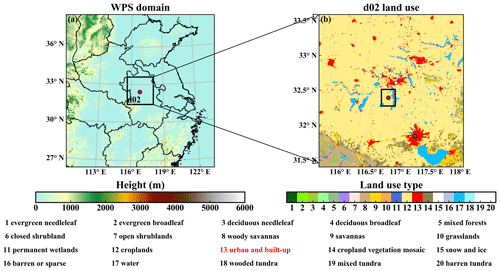 WPS domain
d02 land use
(a)
(b)
36° N
33° N
30° N
27° N
d02
113° E
116° E
119° E
122° E
33° N
32.5° N
32° N
31.5° N
116° E
116.5° E
117° E
117.5° E
118° E
Height (m)
0 1000 2000 3000 4000 5000 6000
Land use type
1 2 3 4 5 6 7 8 9 10 11 12 13 14 15 16 17 18 19 20
1 evergreen needleleaf 2 evergreen broadleaf 3 deciduous needleleaf 4 deciduous broadleaf 5 mixed forests
6 closed shrubland 7 open shrublands 8 woody savannas 9 savannas 10 grasslands
11 permanent wetlands 12 croplands 13 urban and built-up 14 cropland vegetation mosaic 15 snow and ice
16 barren or sparse 17 water 18 wooded tundra 19 mixed tundra 20 barren tundra